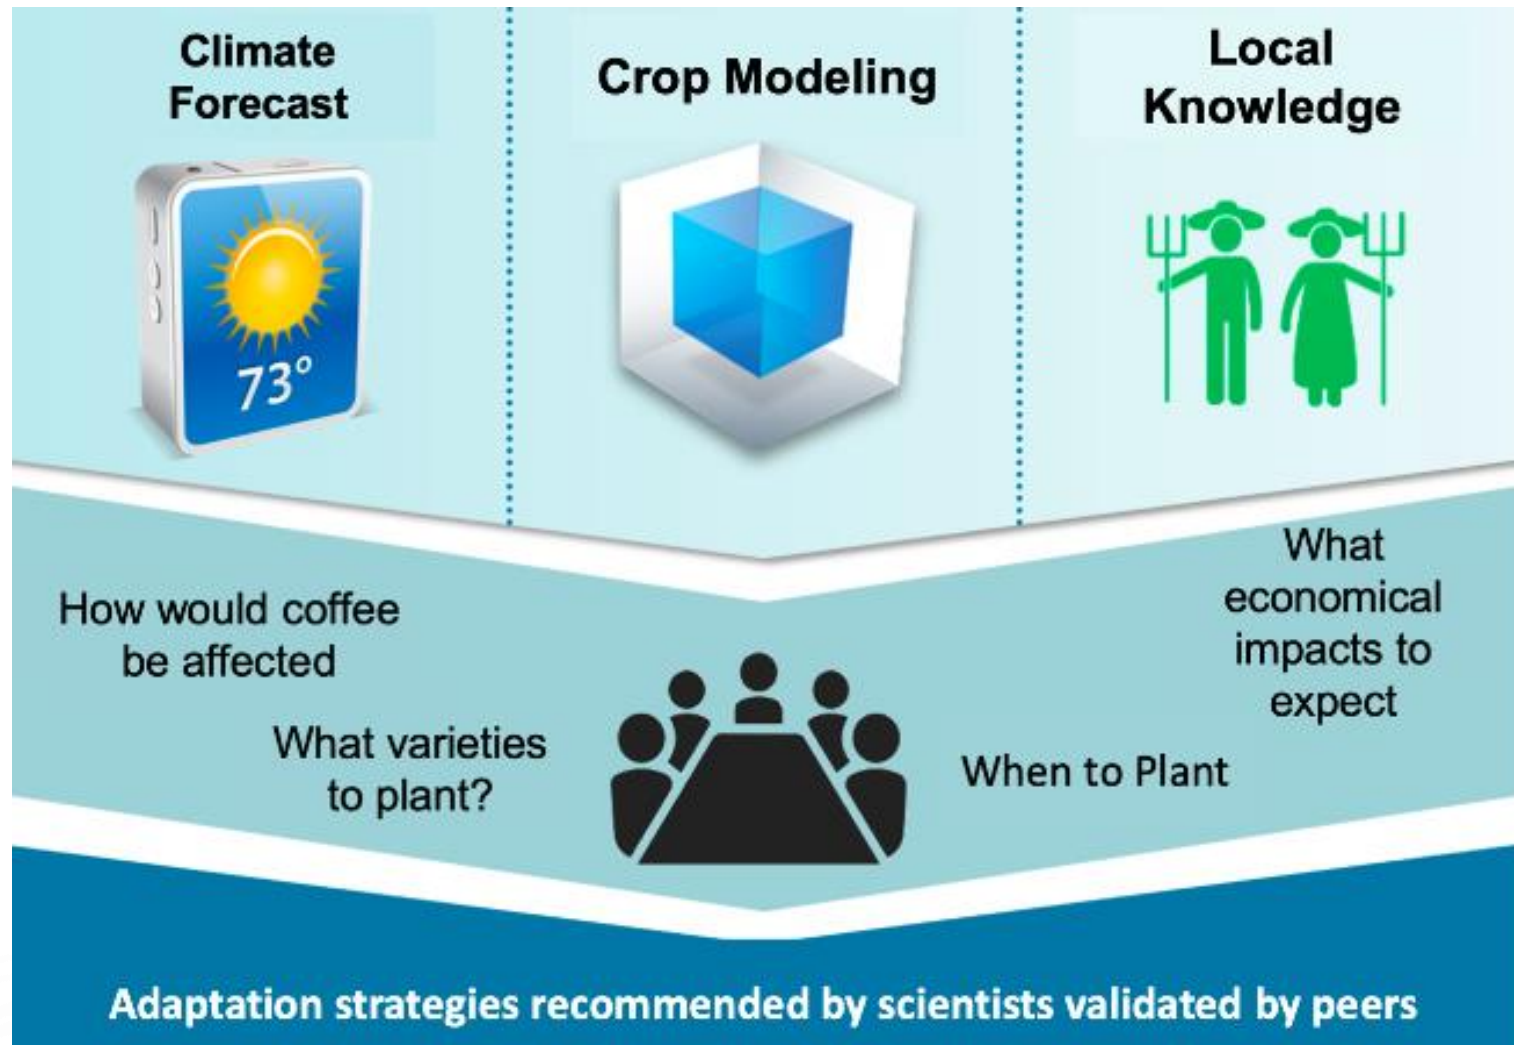 Climate
Forecast
Crop Modeling
Local
Knowledge
73°
How would coffee
be affected
What varieties
to plant?
When to Plant
What
economical
impacts to
expect
Adaptation strategies recommended by scientists validated by peers